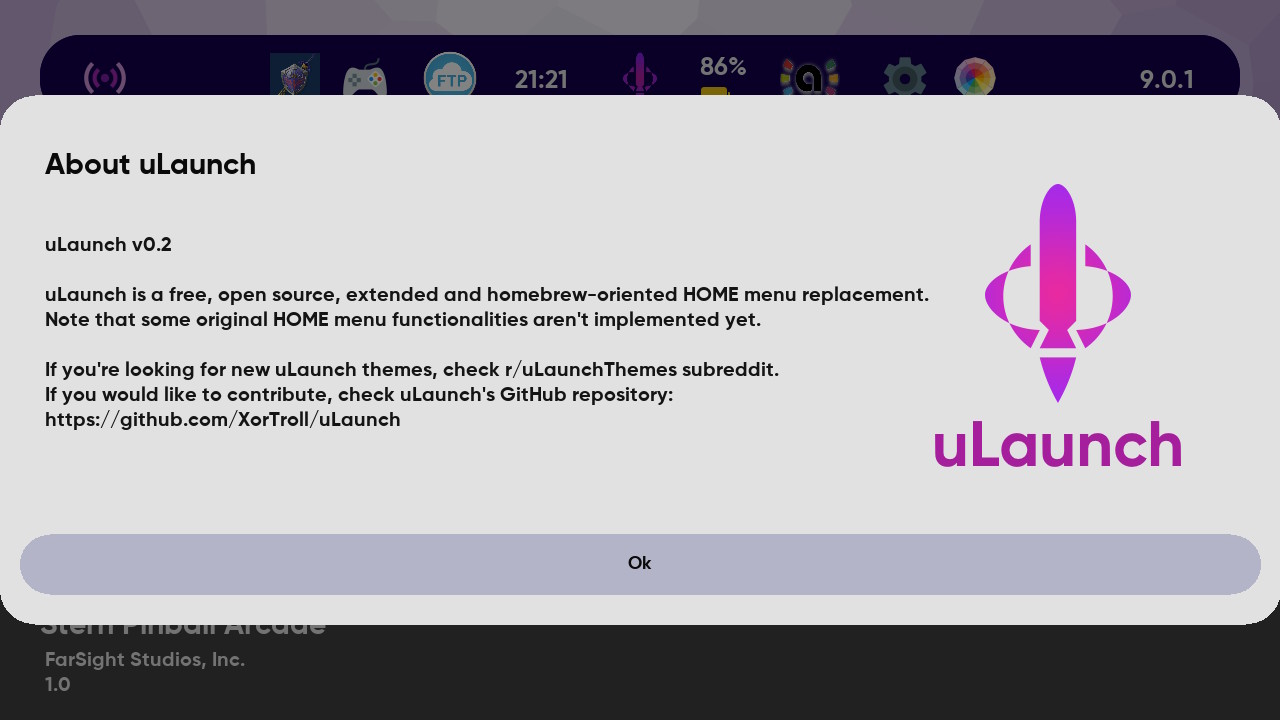 FTP
21:21
86%
a
9.0.1
About uLaunch
uLaunch v0.2
uLaunch is a free, open source, extended and homebrew-oriented HOME menu replacement.
Note that some original HOME menu functionalities aren't implemented yet.
If you're looking for new uLaunch themes, check r/uLaunchThemes subreddit.
If you would like to contribute, check uLaunch's GitHub repository:
https://github.com/XorTroll/uLaunch
uLaunch
Ok
Stern Pinball Arcade
FarSight Studios, Inc.
1.0